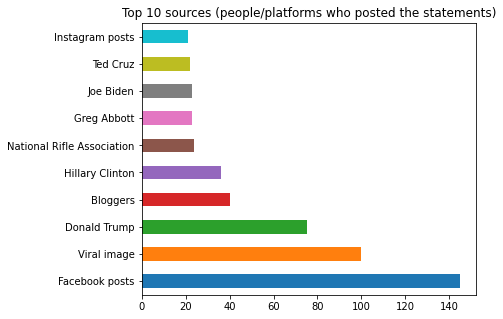 Top 10 sources (people/platforms who posted the statements)
Instagram posts
Ted Cruz
Joe Biden
Greg Abbott
National Rifle Association
Hillary Clinton
Bloggers
Donald Trump
Viral image
Facebook posts
0 20 40 60 80 100 120 140